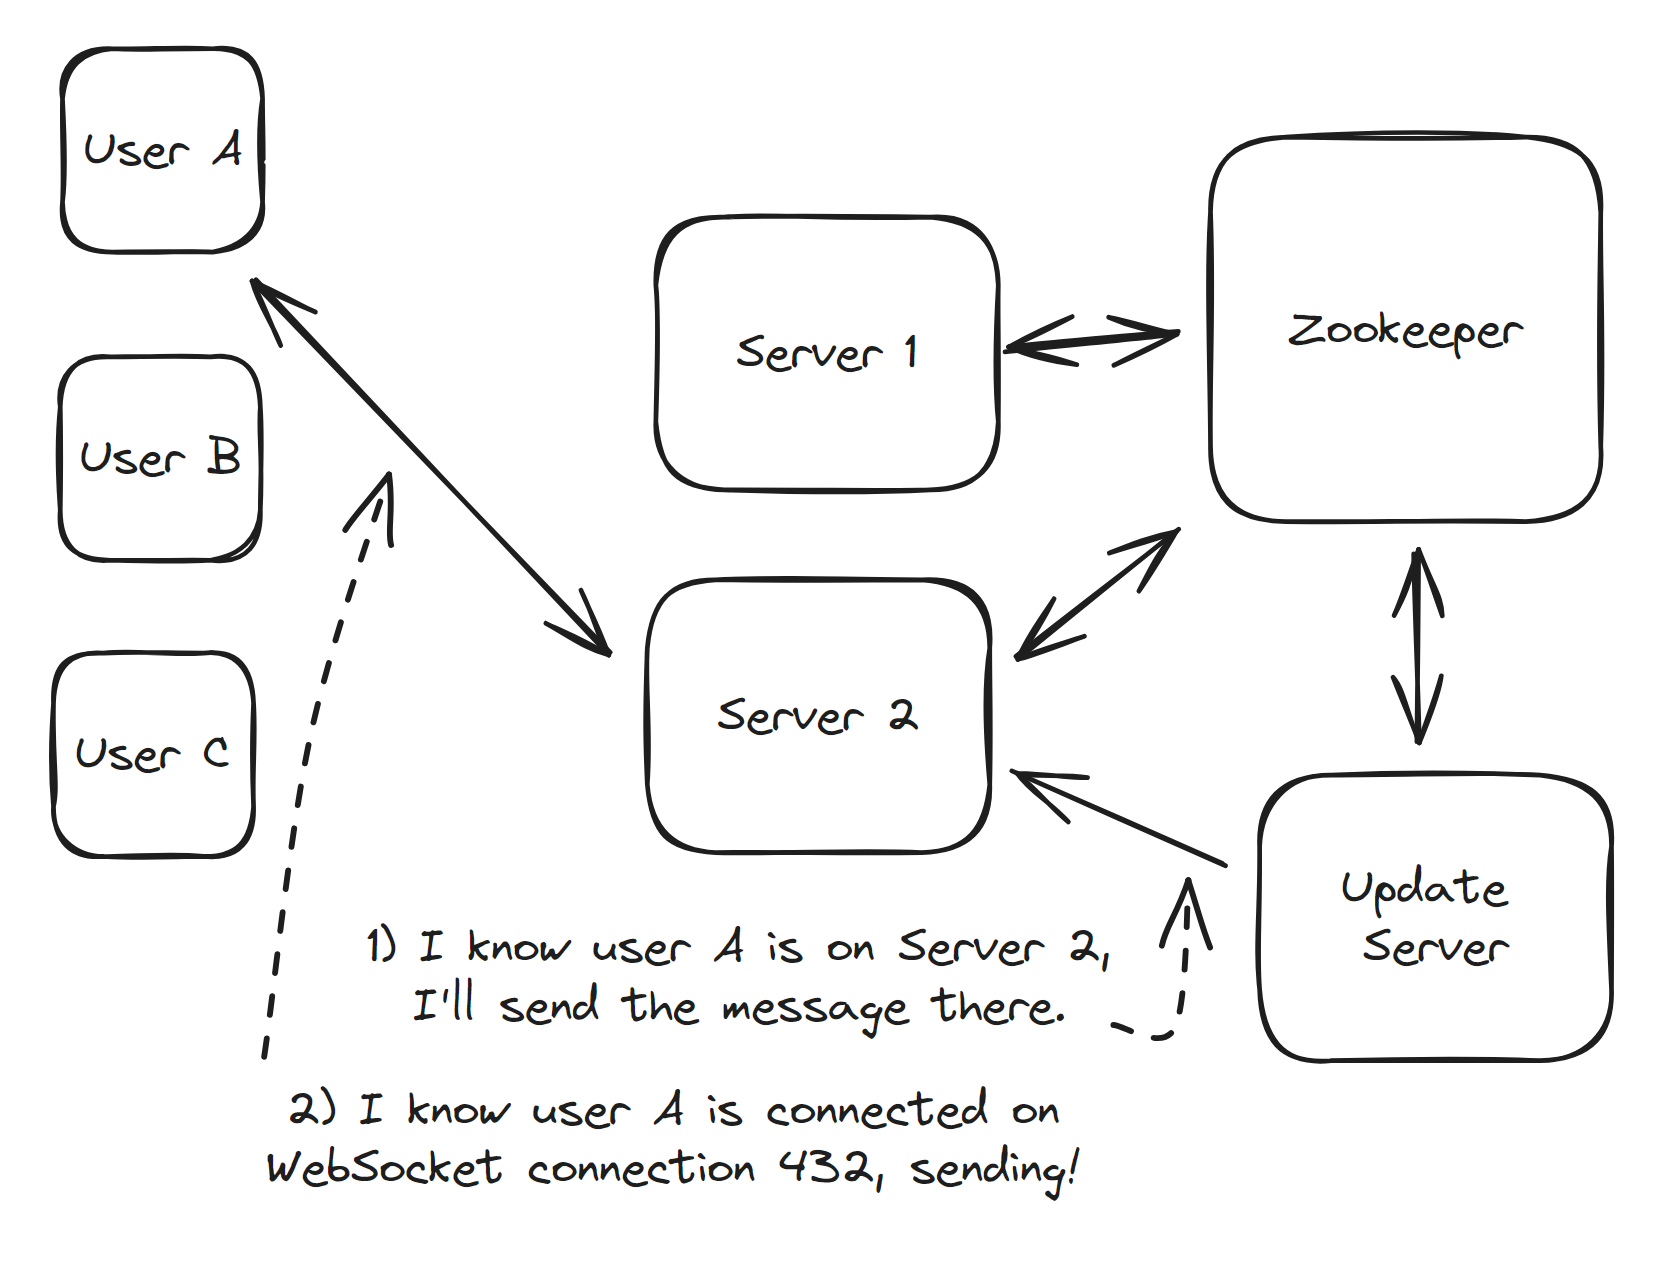 User A
User B
User C
Server 1
Server 2
Zookeeper
Update
Server
1) I know user A is on Server 2,
I'll send the message there.
2) I know user A is connected on
WebSocket connection 432, sending!